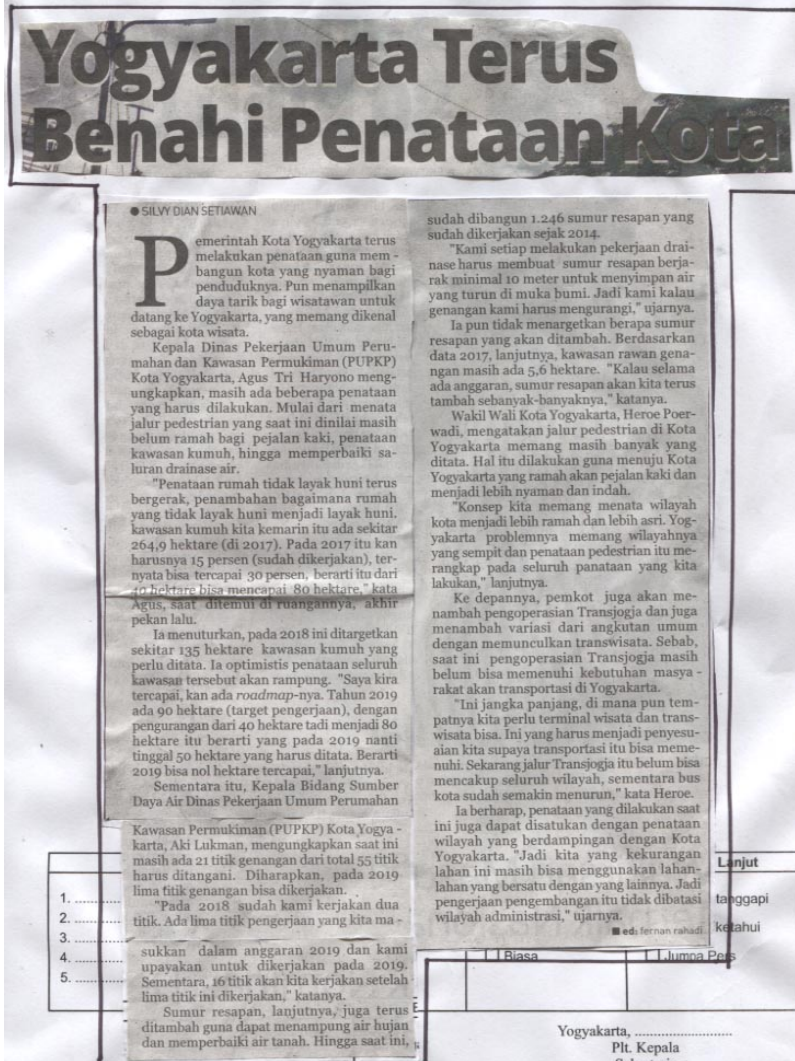 Yogyakarta Terus
Benahi Penataan Kota
● SILVY DIAN SETIAWAN
Pemerintah Kota Yogyakarta terus
melakukan penataan guna mem -
bangun kota yang nyaman bagi
penduduknya. Pun menampilkan
daya tarik bagi wisatawan untuk
datang ke Yogyakarta, yang memang dikenal
sebagai kota wisata.
Kepala Dinas Pekerjaan Umum Peru-
mahan dan Kawasan Permukiman (PUPKP)
Kota Yogyakarta, Agus Tri Haryono meng-
ungkapkan, masih ada beberapa penataan
yang harus dilakukan. Mulai dari menata
jalur pedestrian yang saat ini dinilai masih
belum ramah bagi pejalan kaki, penataan
kawasan kumuh, hingga memperbaiki sa-
luran drainase air.
"Penataan rumah tidak layak huni terus
bergerak, penambahan bagaimana rumah
yang tidak layak huni menjadi layak huni.
kawasan kumuh kita kemarin itu ada sekitar
264,9 hektare (di 2017). Pada 2017 itu kan
harusnya 15 persen (sudah dikerjakan), ter-
nyata bisa tercapai 30 persen, berarti itu dari
40 hektare bisa mencapai 80 hektare," kata
Agus, saat ditemui di ruangannya, akhir
pekan lalu.
Ia menuturkan, pada 2018 ini ditargetkan
sekitar 135 hektare kawasan kumuh yang
perlu ditata. Ia optimistis penataan seluruh
kawasan tersebut akan rampung. "Saya kira
tercapai, kan ada roadmap-nya. Tahun 2019
ada 90 hektare (target pengerjaan), dengan
pengurangan dari 40 hektare tadi menjadi 80
hektare itu berarti yang pada 2019 nanti
tinggal 50 hektare yang harus ditata. Berarti
2019 bisa nol hektare tercapai," lanjutnya.
Sementara itu, Kepala Bidang Sumber
Daya Air Dinas Pekerjaan Umum Perumahan
Kawasan Permukiman (PUPKP) Kota Yogya -
karta, Aki Lukman, mengungkapkan saat ini
masih ada 21 titik genangan dari total 55 titik
harus ditangani. Diharapkan, pada 2019
lima titik genangan bisa dikerjakan.
"Pada 2018 sudah kami kerjakan dua
titik. Ada lima titik pengerjaan yang kita ma -
sukkan dalam anggaran 2019 dan kami
upayakan untuk dikerjakan pada 2019.
Sementara, 16 titik akan kita kerjakan setelah
lima titik ini dikerjakan," katanya.
Sumur resapan, lanjutnya, juga terus
ditambah guna dapat menampung air hujan
dan memperbaiki air tanah. Hingga saat ini,
sudah dibangun 1.246 sumur resapan yang
sudah dikerjakan sejak 2014.
"Kami setiap melakukan pekerjaan drai-
nase harus membuat sumur resapan berja-
rak minimal 10 meter untuk menyimpan air
yang turun di muka bumi. Jadi kami kalau
genangan kami harus mengurangi," ujarnya.
Ia pun tidak menargetkan berapa sumur
resapan yang akan ditambah. Berdasarkan
data 2017, lanjutnya, kawasan rawan gena-
ngan masih ada 5,6 hektare. "Kalau selama
ada anggaran, sumur resapan akan kita terus
tambah sebanyak-banyaknya," katanya.
Wakil Wali Kota Yogyakarta, Heroe Poer-
wadi, mengatakan jalur pedestrian di Kota
Yogyakarta memang masih banyak yang
ditata. Hal itu dilakukan guna menuju Kota
Yogyakarta yang ramah akan pejalan kaki dan
menjadi lebih nyaman dan indah.
"Konsep kita memang menata wilayah
kota menjadi lebih ramah dan lebih asri. Yog-
yakarta problemnya memang wilayahnya
yang sempit dan penataan pedestrian itu me-
rangkap pada seluruh panataan yang kita
lakukan," lanjutnya.
Ke depannya, pemkot juga akan me-
nambah pengoperasian Transjogja dan juga
menambah variasi dari angkutan umum
dengan memunculkan transwisata. Sebab,
saat ini pengoperasian Transjogja masih
belum bisa memenuhi kebutuhan masya -
rakat akan transportasi di Yogyakarta.
"Ini jangka panjang, di mana pun tem-
patnya kita perlu terminal wisata dan trans-
wisata bisa. Ini yang harus menjadi penyesu-
aian kita supaya transportasi itu bisa meme-
nuhi. Sekarang jalur Transjogja itu belum bisa
mencakup seluruh wilayah, sementara bus
kota sudah semakin menurun," kata Heroe.
Ia berharap, penataan yang dilakukan saat
ini juga dapat disatukan dengan penataan
wilayah yang berdampingan dengan Kota
Yogyakarta. "Jadi kita yang kekurangan
lahan ini masih bisa menggunakan lahan-
lahan yang bersatu dengan yang lainnya. Jadi
pengerjaan pengembangan itu tidak dibatasi
wilayah administrasi," ujarnya.
■ ed: fernan rahadi
Lanjut
1. ............
2. ............
3. ............
4. ............
5. ............
tanggapi
ketahui
Biasa
Jumpa Pers
Yogyakarta, ............................
Plt. Kepala